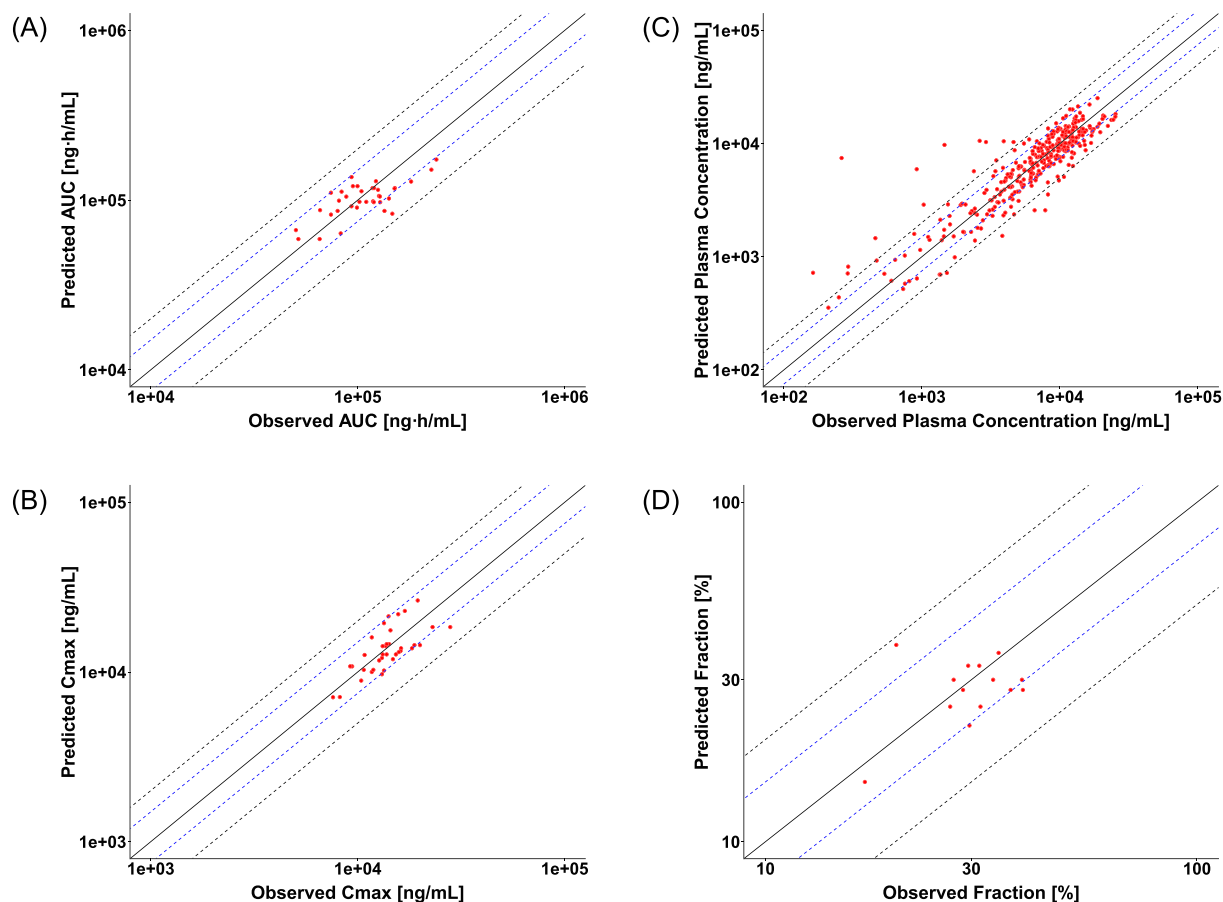 (A)
1e+06
1e+05
1e+04
Predicted AUC [ng·h/mL]
1e+04
1e+05
1e+06
Observed AUC [ng·h/mL]
(C)
1e+05
1e+04
1e+03
1e+02
Predicted Plasma Concentration [ng/mL]
1e+02
1e+03
1e+04
1e+05
Observed Plasma Concentration [ng/mL]
(B)
1e+05
1e+04
1e+03
Predicted Cmax [ng/mL]
1e+03
1e+04
1e+05
Observed Cmax [ng/mL]
(D)
100
30
10
Predicted Fraction [%]
10
30
100
Observed Fraction [%]